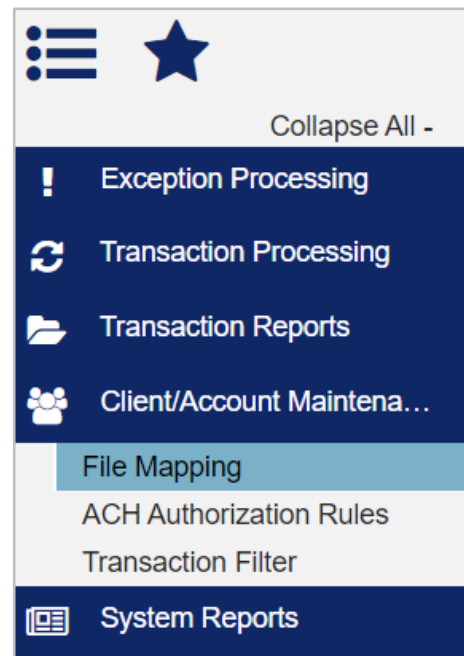 Collapse All -
Exception Processing
Transaction Processing
Transaction Reports
Client/Account Maintena...
File Mapping
ACH Authorization Rules
Transaction Filter
System Reports